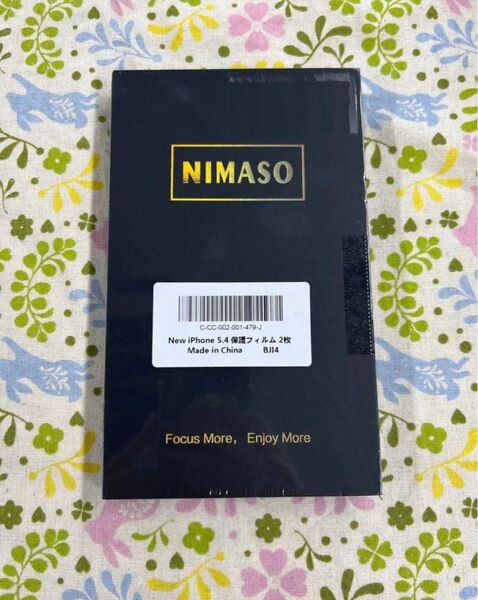 NIMASO
C-CC-002-001-479-J
New iPhone 5.4 保護フィルム 2枚
Made in China BJI4
Focus More, Enjoy More